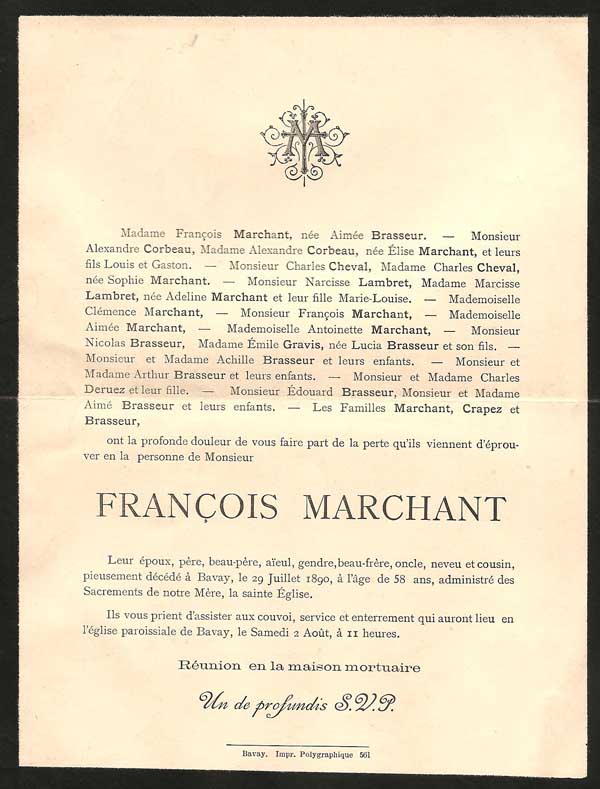 MA
Madame François Marchant, née Aimée Brasseur. — Monsieur
Alexandre Corbeau, Madame Alexandre Corbeau, née Élise Marchant, et leurs
fils Louis et Gaston. — Monsieur Charles Cheval, Madame Charles Cheval,
née Sophie Marchant. — Monsieur Narcisse Lambret, Madame Marcisse
Lambret, née Adeline Marchant et leur fille Marie-Louise. — Mademoiselle
Clémence Marchant, — Monsieur François Marchant, — Mademoiselle
Aimée Marchant, — Mademoiselle Antoinette Marchant, — Monsieur
Nicolas Brasseur, Madame Émile Gravis, née Lucia Brasseur et son fils. —
Monsieur et Madame Achille Brasseur et leurs enfants. — Monsieur et
Madame Arthur Brasseur et leurs enfants. — Monsieur et Madame Charles
Deruez et leur fille. — Monsieur Édouard Brasseur, Monsieur et Madame
Aimé Brasseur et leurs enfants. — Les Familles Marchant, Crapez et
Brasseur,
ont la profonde douleur de vous faire part de la perte qu'ils viennent d'éprou-
ver en la personne de Monsieur
FRANÇOIS MARCHANT
Leur époux, père, beau-père, aïeul, gendre, beau-frère, oncle, neveu et cousin,
pieusement décédé à Bavay, le 29 Juillet 1890, à l'âge de 58 ans, administré des
Sacrements de notre Mère, la sainte Église.
Ils vous prient d'assister aux couvoi, service et enterrement qui auront lieu en
l'église paroissiale de Bavay, le Samedi 2 Août, à 11 heures.
Réunion en la maison mortuaire
Un de profundis S.V.P.
Bavay. Impr. Polygraphique 561